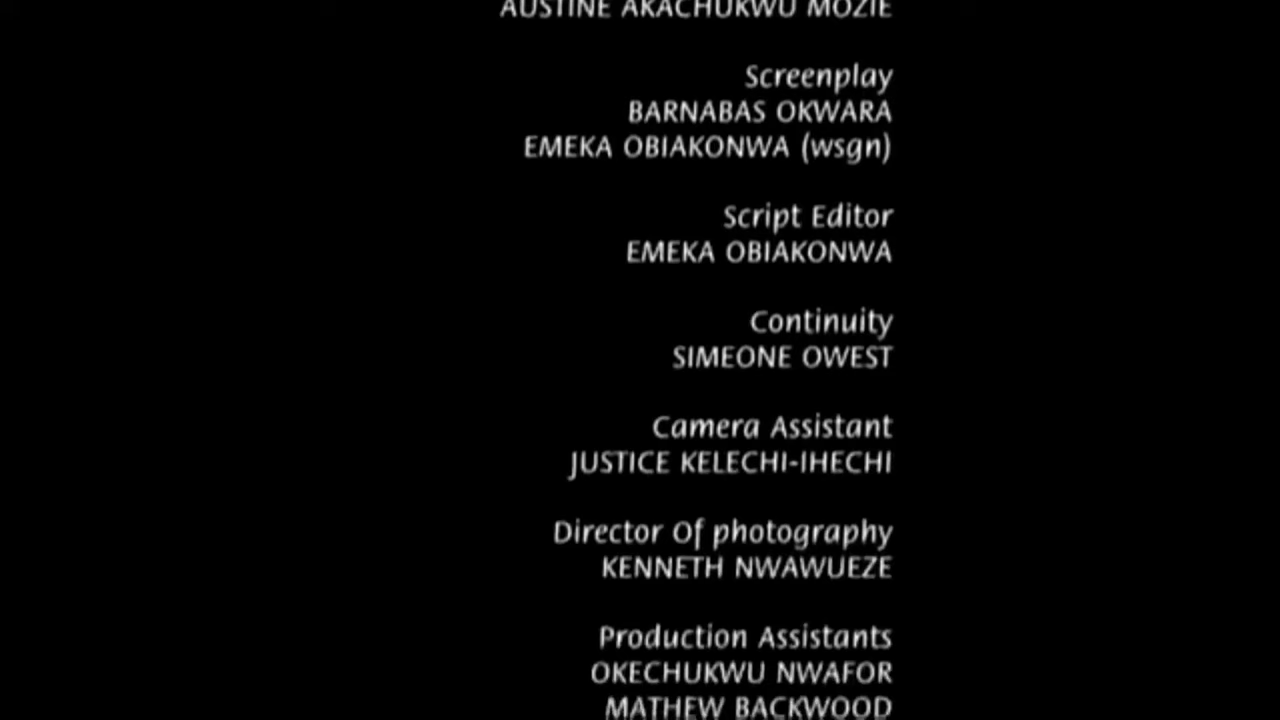 AUSTINE AKACHUKWU MOZIE
Screenplay
BARNABAS OKWARA
EMEKA OBIAKONWA (wsgn)
Script Editor
EMEKA OBIAKONWA
Continuity
SIMEONE OWEST
Camera Assistant
JUSTICE KELECHI-IHECHI
Director Of photography
KENNETH NWAWUEZE
Production Assistants
OKECHUKWU NWAFOR
MATHEW BACKWOOD